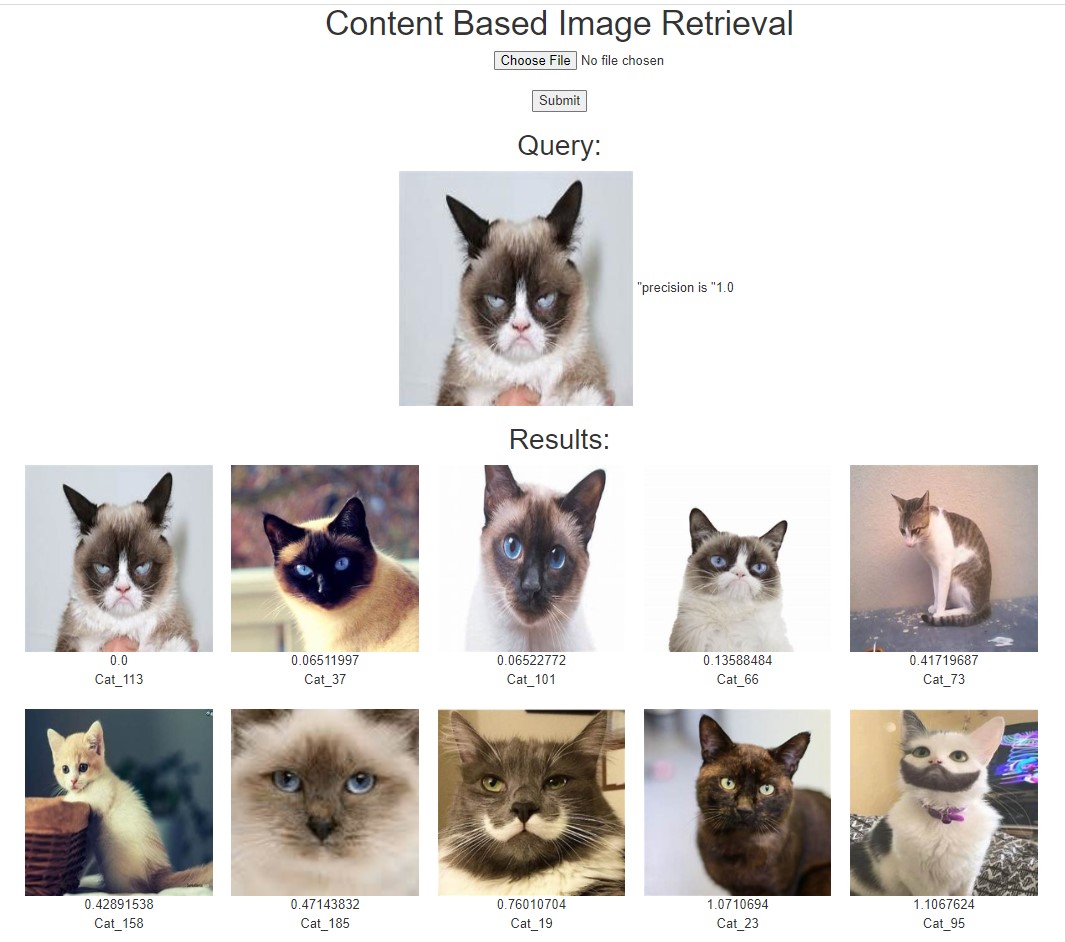 Content Based Image Retrieval
Choose File No file chosen
Submit
Query:
"precision is "1.0
Results:
0.0 0.06511997 0.06522772 0.13588484 0.41719687
Cat_113 Cat_37 Cat_101 Cat_66 Cat_73
0.42891538 0.47143832 0.76010704 1.0710694 1.1067624
Cat_158 Cat_185 Cat_19 Cat_23 Cat_95